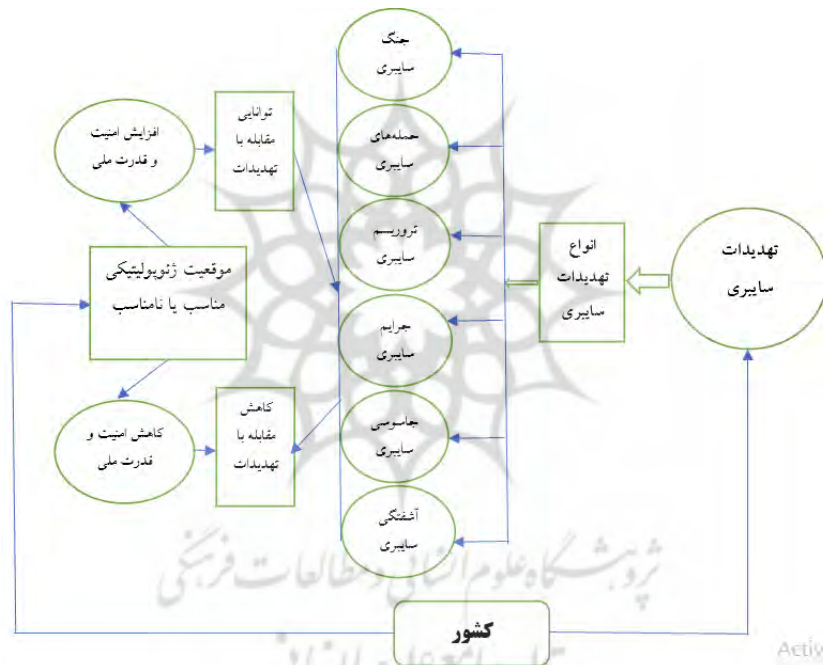 تهدیدات
سایبری
انواع
تهدیدات
سایبری
جنگ
سایبری
حمله‌های
سایبری
تروریسم
سایبری
جرایم
سایبری
جاسوسی
سایبری
آشفتگی
سایبری
توانایی
مقابله با
تهدیدات
افزایش امنیت
و قدرت ملی
موقعیت ژئوپولیتیکی
مناسب یا نامناسب
کاهش
مقابله با
تهدیدات
کاهش امنیت و
قدرت ملی
پژوهشگاه علوم انسانی و مطالعات فرهنگی
کشور
Activ